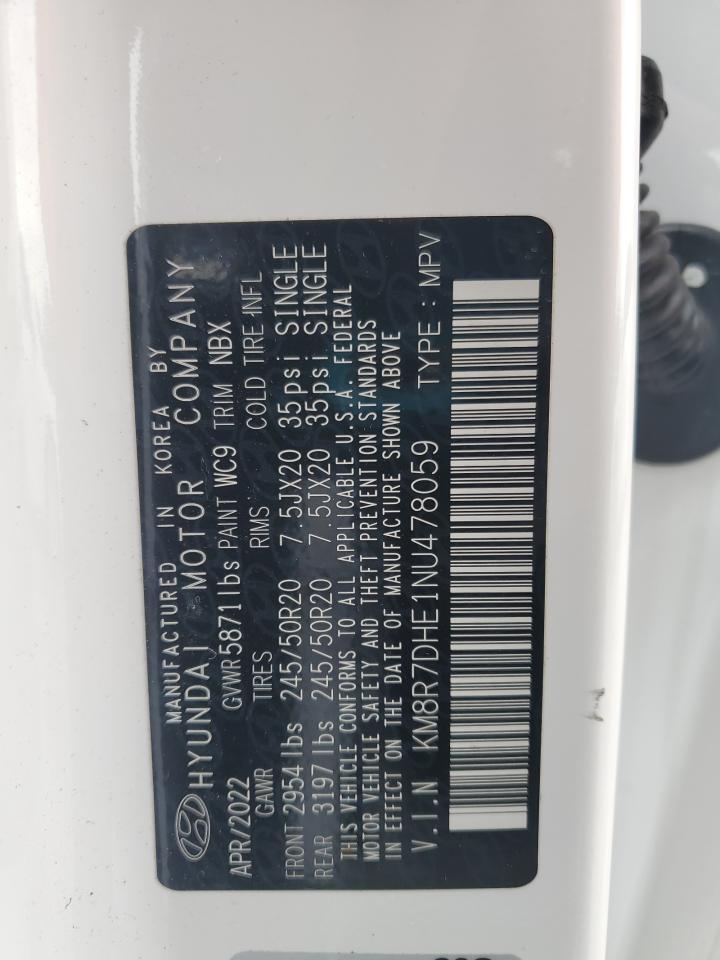 MANUFACTURED IN KOREA BY
HYUNDAI MOTOR COMPANY
APR/2022 GVWR 5871lbs PAINT WC9 TRIM NBX
GAWR TIRES RIMS COLD TIRE INFL
FRONT 2954lbs 245/50R20 7.5JX20 35psi SINGLE
REAR 3197lbs 245/50R20 7.5JX20 35psi SINGLE
THIS VEHICLE CONFORMS TO ALL APPLICABLE U.S.A. FEDERAL
MOTOR VEHICLE SAFETY AND THEFT PREVENTION STANDARDS
IN EFFECT ON THE DATE OF MANUFACTURE SHOWN ABOVE
V.I.N KM8R7DHE1NU478059 TYPE : MPV